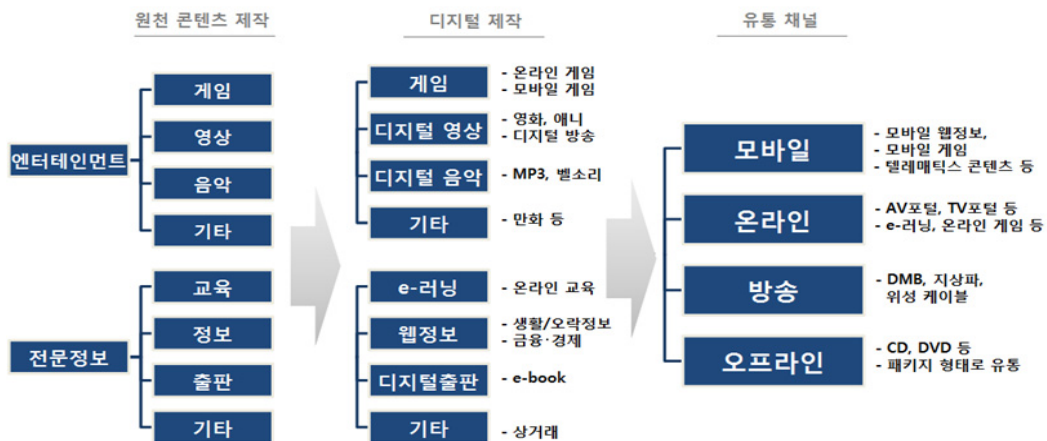 원천 콘텐츠 제작
디지털 제작
유통 채널
엔터테인먼트
게임
영상
음악
기타
전문정보
교육
정보
출판
기타
게임
- 온라인 게임
- 모바일 게임
디지털 영상
- 영화, 애니
- 디지털 방송
디지털 음악
- MP3, 벨소리
기타
- 만화 등
e-러닝
- 온라인 교육
웹정보
- 생활/오락정보
- 금융·경제
디지털출판
- e-book
기타
- 상거래
모바일
- 모바일 웹정보,
- 모바일 게임
- 텔레매틱스 콘텐츠 등
온라인
- AV포털, TV포털 등
- e-러닝, 온라인 게임 등
방송
- DMB, 지상파,
위성 케이블
오프라인
- CD, DVD 등
- 패키지 형태로 유통